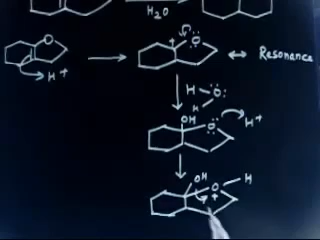 H₂O
O
H⁺
+
:O:
↔ Resonance
H — O:
H
OH
:O
H⁺
OH
O — H
+